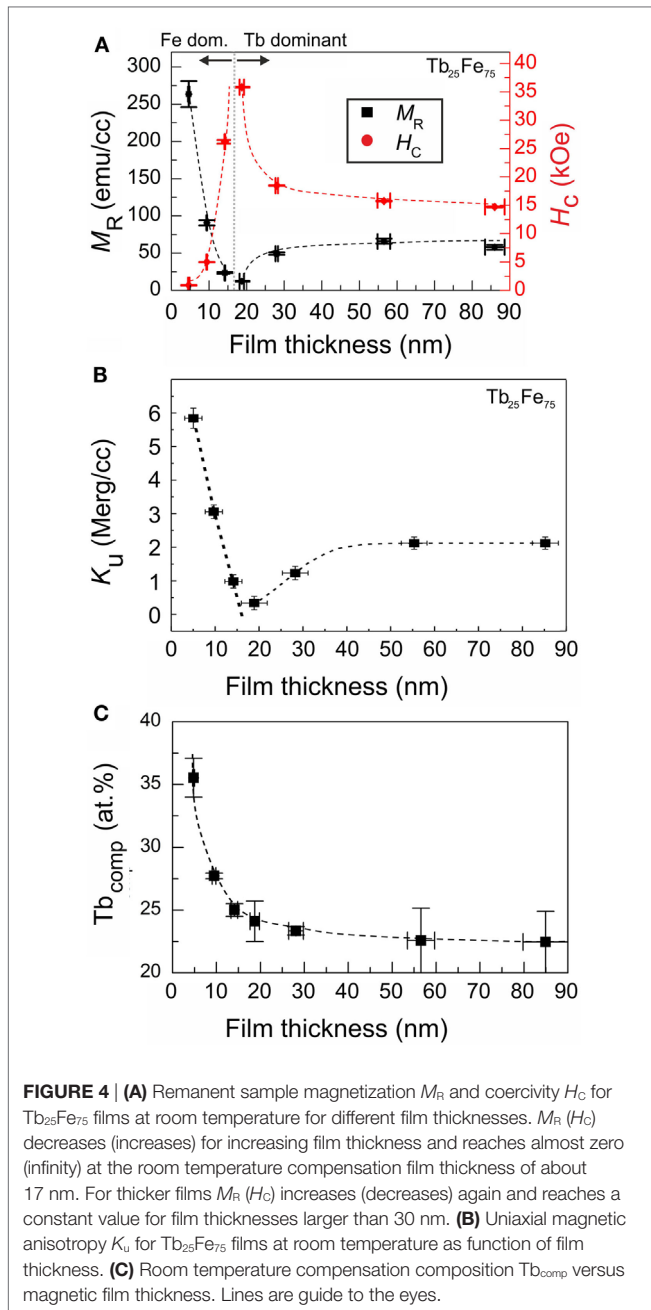 A
Fe dom. Tb dominant
Tb25Fe75
300
250
200
150
100
50
0
MR (emu/cc)
MR
HC
40
35
30
25
20
15
10
5
0
HC (kOe)
0 10 20 30 40 50 60 70 80 90
Film thickness (nm)
B
Tb25Fe75
6
5
4
3
2
1
0
Ku (Merg/cc)
0 10 20 30 40 50 60 70 80 90
Film thickness (nm)
C
40
35
30
25
20
Tbcomp (at.%)
0 10 20 30 40 50 60 70 80 90
Film thickness (nm)
FIGURE 4 | (A) Remanent sample magnetization MR and coercivity HC for
Tb25Fe75 films at room temperature for different film thicknesses. MR (HC)
decreases (increases) for increasing film thickness and reaches almost zero
(infinity) at the room temperature compensation film thickness of about
17 nm. For thicker films MR (HC) increases (decreases) again and reaches a
constant value for film thicknesses larger than 30 nm. (B) Uniaxial magnetic
anisotropy Ku for Tb25Fe75 films at room temperature as function of film
thickness. (C) Room temperature compensation composition Tbcomp versus
magnetic film thickness. Lines are guide to the eyes.